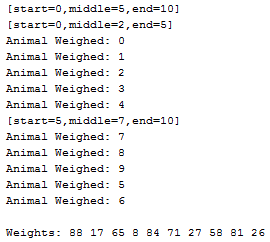 [start=0,middle=5,end=10]
[start=0,middle=2,end=5]
Animal Weighed: 0
Animal Weighed: 1
Animal Weighed: 2
Animal Weighed: 3
Animal Weighed: 4
[start=5,middle=7,end=10]
Animal Weighed: 7
Animal Weighed: 8
Animal Weighed: 9
Animal Weighed: 5
Animal Weighed: 6
Weights: 88 17 65 8 84 71 27 58 81 26